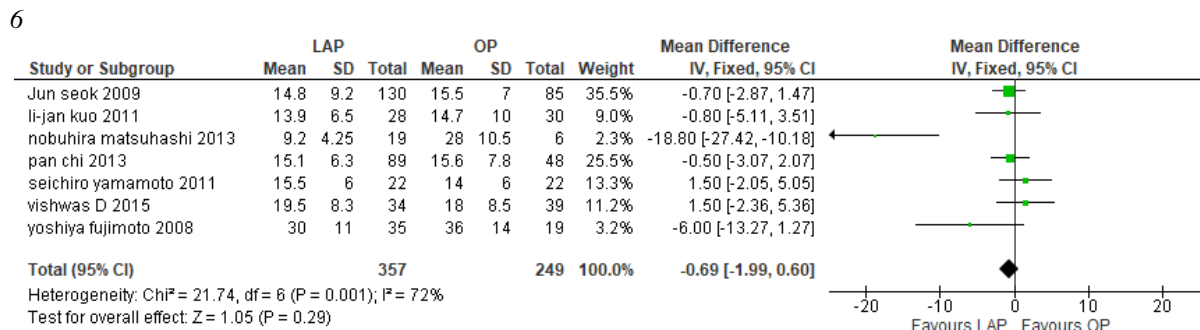 6
LAP OP Mean Difference Mean Difference
Study or Subgroup Mean SD Total Mean SD Total Weight IV, Fixed, 95% CI IV, Fixed, 95% CI
Jun seok 2009 14.8 9.2 130 15.5 7 85 35.5% -0.70 [-2.87, 1.47]
li-jan kuo 2011 13.9 6.5 28 14.7 10 30 9.0% -0.80 [-5.11, 3.51]
nobuhira matsuhashi 2013 9.2 4.25 19 28 10.5 6 2.3% -18.80 [-27.42, -10.18]
pan chi 2013 15.1 6.3 89 15.6 7.8 48 25.5% -0.50 [-3.07, 2.07]
seichiro yamamoto 2011 15.5 6 22 14 6 22 13.3% 1.50 [-2.05, 5.05]
vishwas D 2015 19.5 8.3 34 18 8.5 39 11.2% 1.50 [-2.36, 5.36]
yoshiya fujimoto 2008 30 11 35 36 14 19 3.2% -6.00 [-13.27, 1.27]
Total (95% CI) 357 249 100.0% -0.69 [-1.99, 0.60]
Heterogeneity: Chi² = 21.74, df = 6 (P = 0.001); I² = 72%
Test for overall effect: Z = 1.05 (P = 0.29)
-20 -10 0 10 20
Favours LAP Favours OP